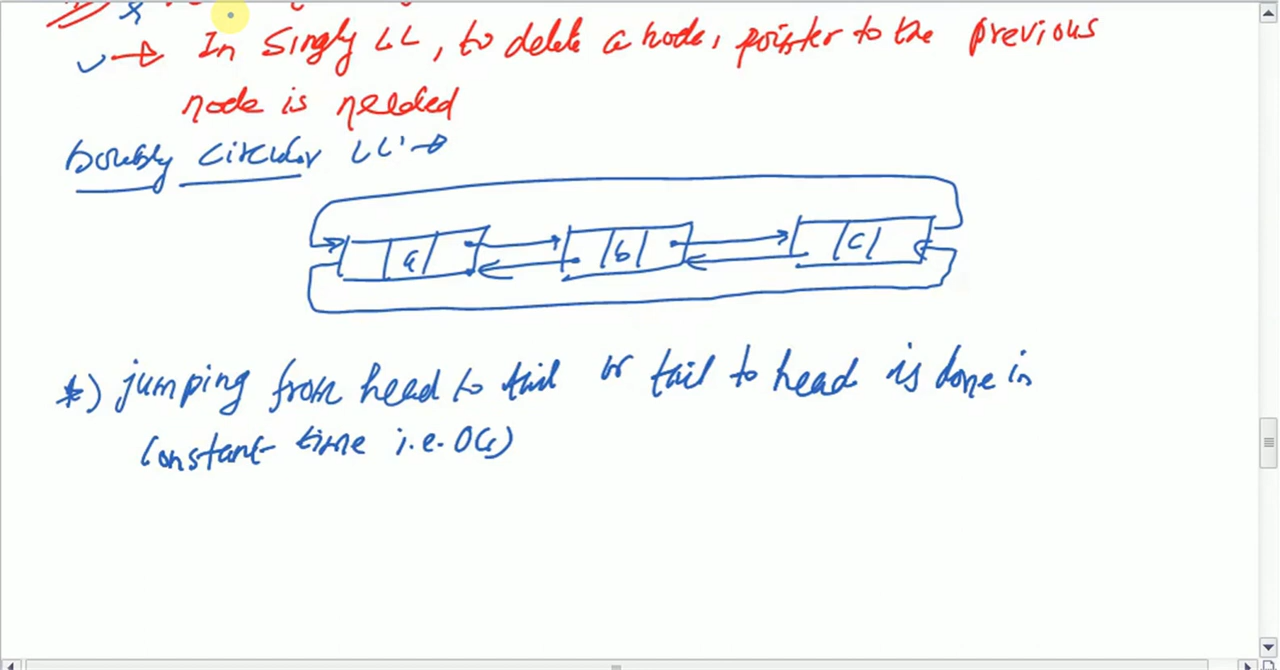 → In Singly LL, to delete a node, pointer to the previous
node is needed
Doubly circular LL →
|a| |b| |c|
*) jumping from head to tail or tail to head is done in
constant time i.e. O(1)